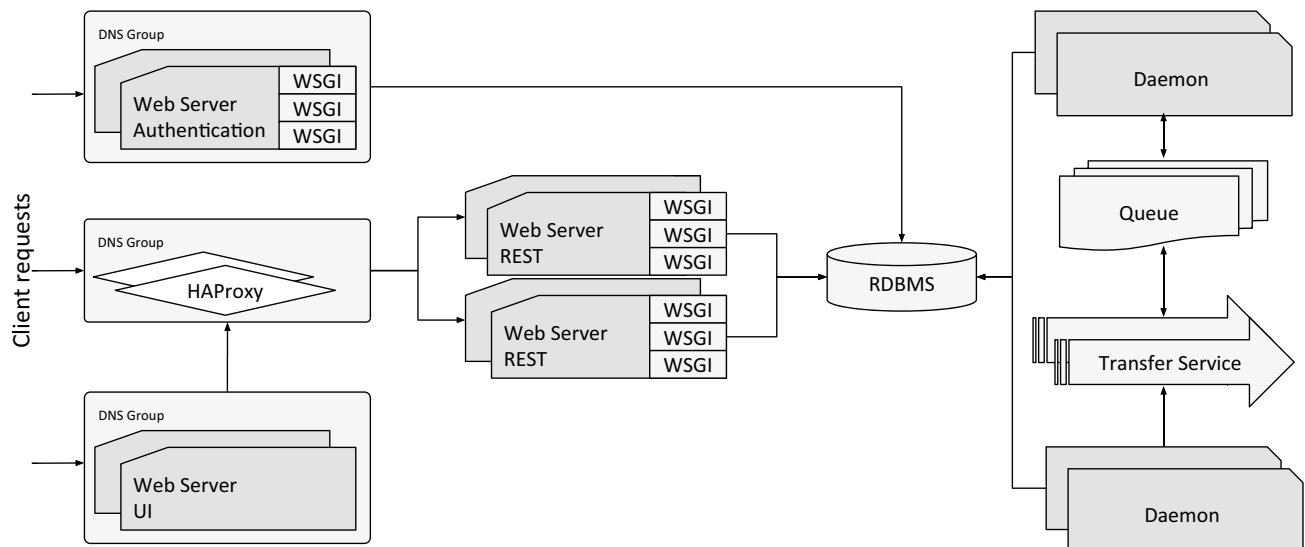 Client requests
DNS Group
Web Server
Authentication
WSGI
WSGI
WSGI
DNS Group
HAProxy
DNS Group
Web Server
UI
Web Server
REST
WSGI
WSGI
WSGI
Web Server
REST
WSGI
WSGI
WSGI
RDBMS
Daemon
Queue
Transfer Service
Daemon